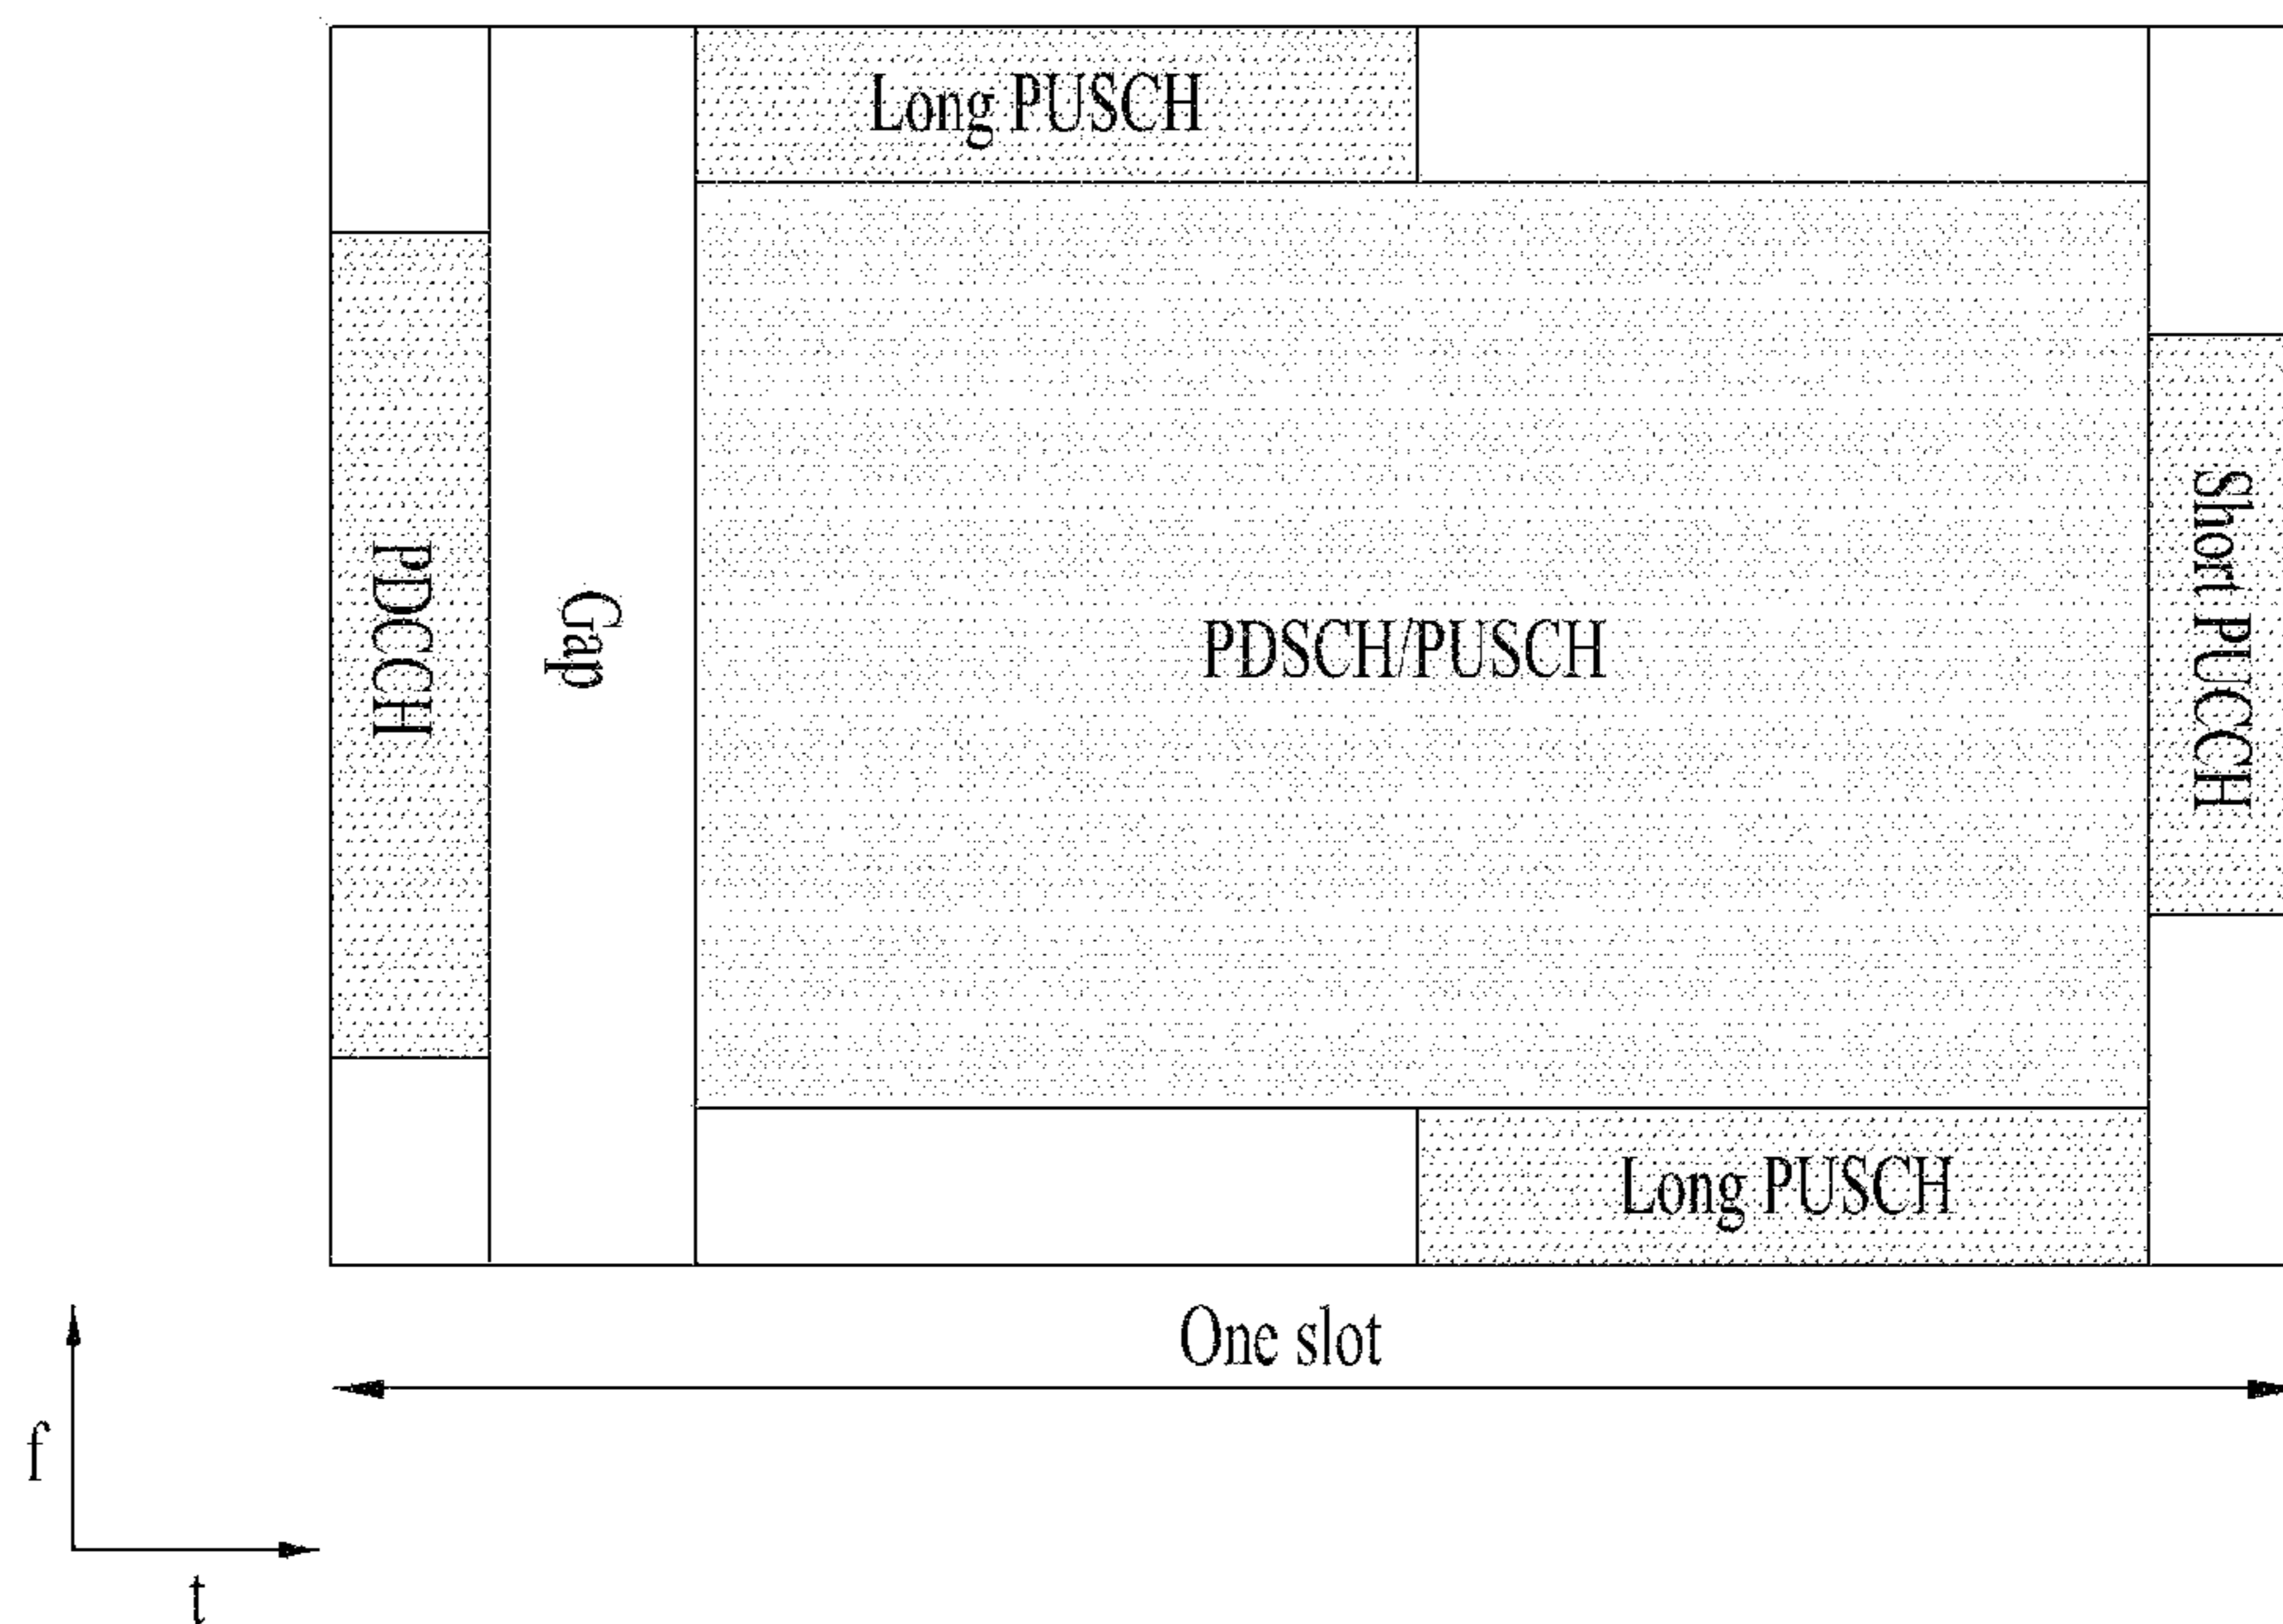 Long PUSCH
PDCCH
Gap
PDSCH/PUSCH
Short PUCCH
Long PUSCH
One slot
f
t